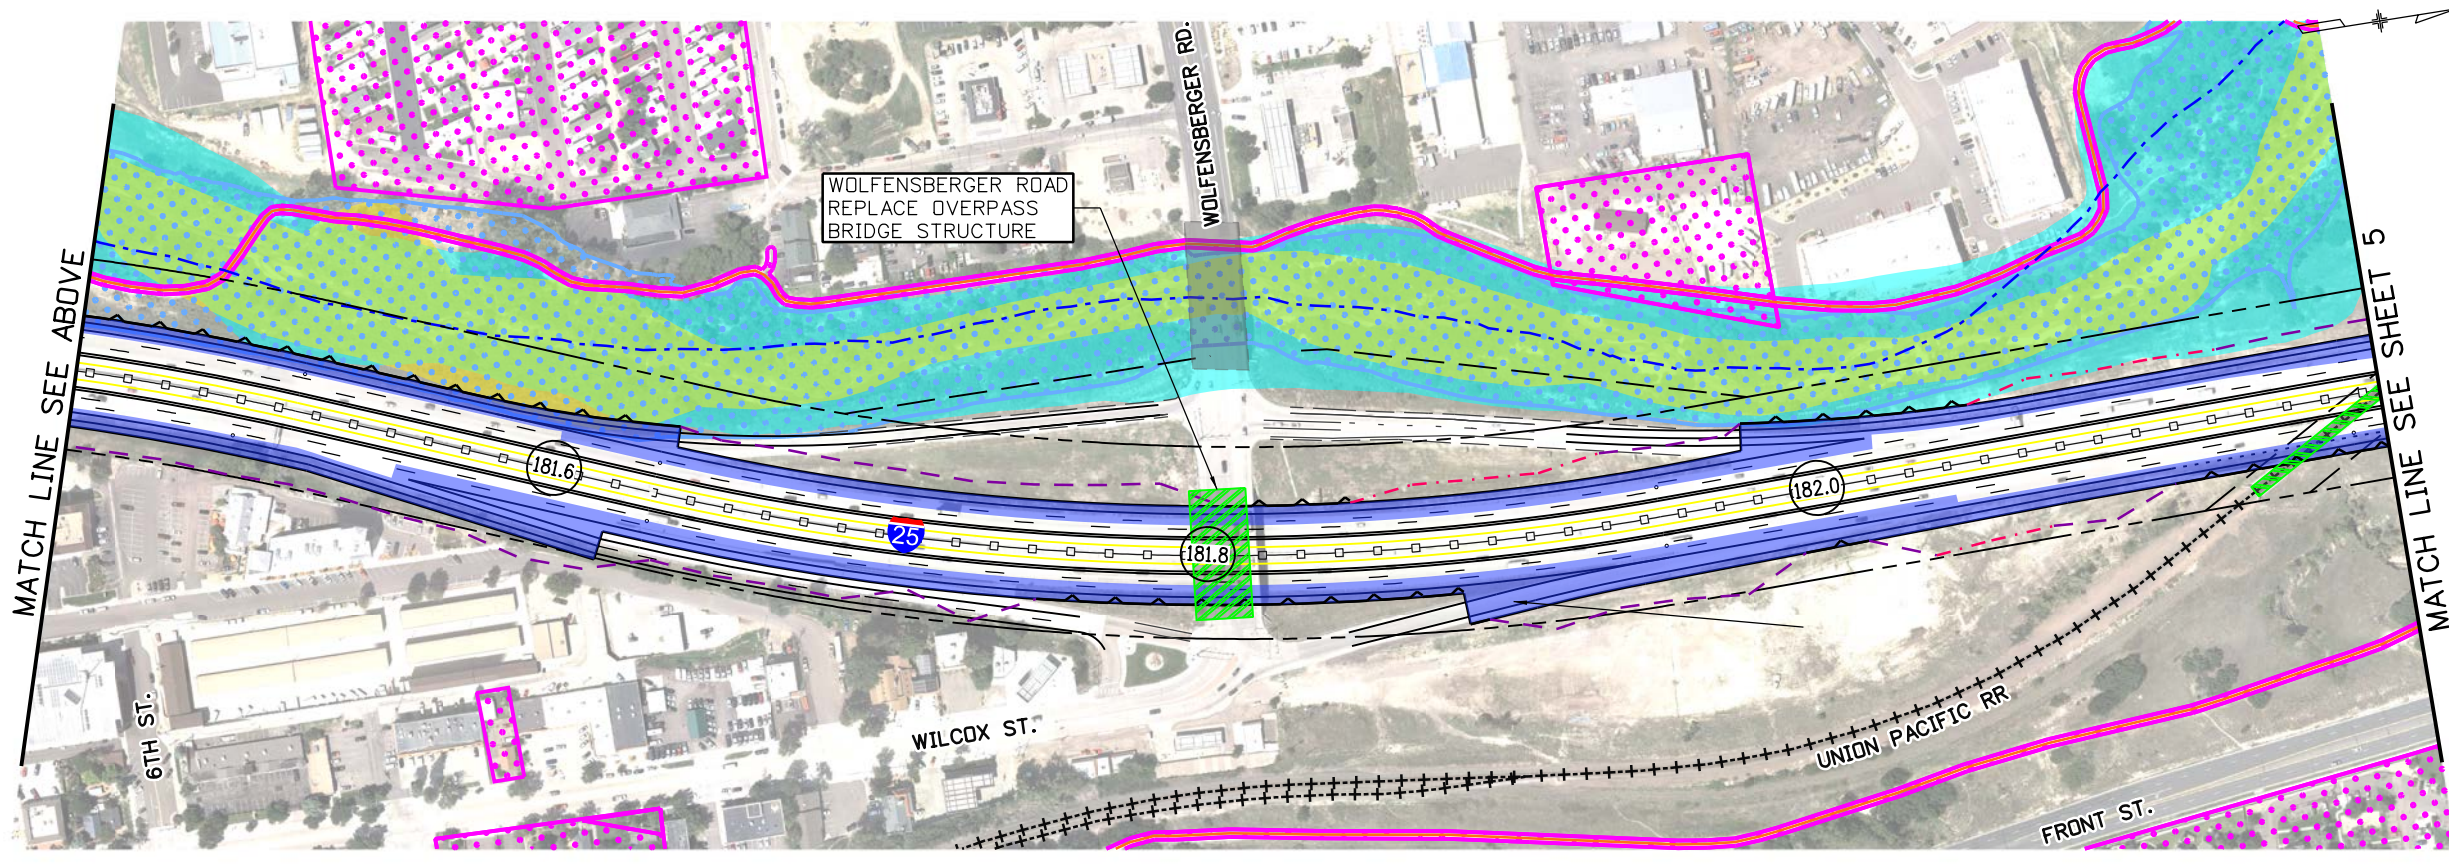 WOLFENSBERGER RD.
WOLFENSBERGER ROAD
REPLACE OVERPASS
BRIDGE STRUCTURE
MATCH LINE SEE ABOVE
MATCH LINE SEE SHEET 5
181.6
25
181.8
182.0
6TH ST.
WILCOX ST.
UNION PACIFIC RR
FRONT ST.